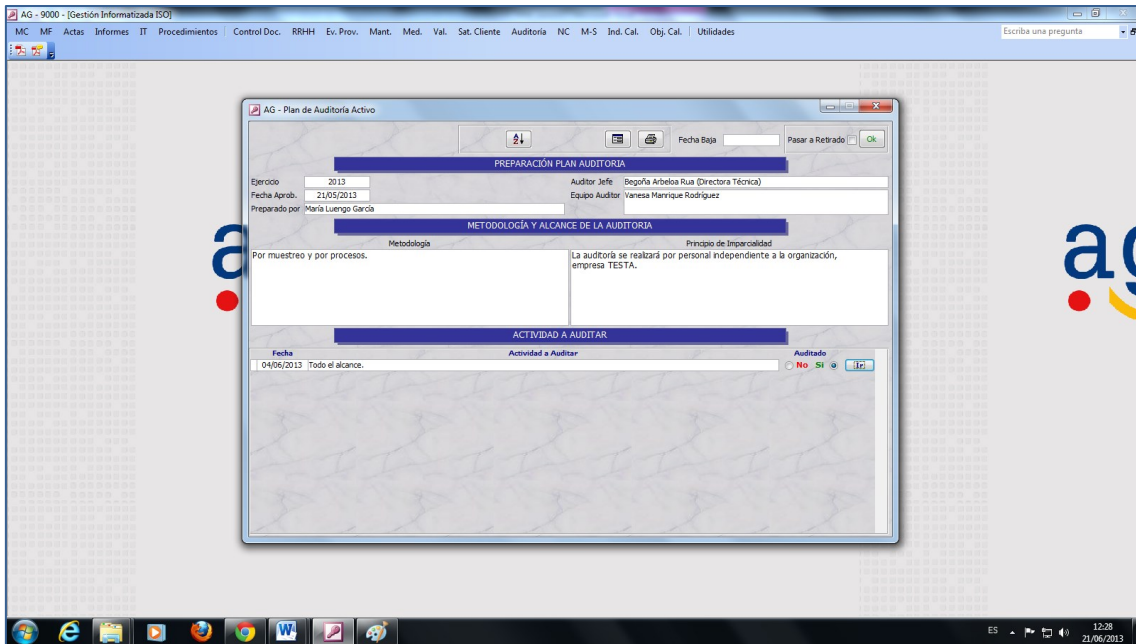 AG - 9000 - [Gestión Informatizada ISO]
MC MF Actas Informes IT Procedimientos Control Doc. RRHH Ev. Prov. Mant. Med. Val. Sat. Cliente Auditoría NC M-S Ind. Cal. Obj. Cal. Utilidades
Escriba una pregunta
AG - Plan de Auditoría Activo
Fecha Baja
Pasar a Retirado
Ok
PREPARACIÓN PLAN AUDITORIA
Ejercicio 2013
Auditor Jefe Begoña Arbeloa Rua (Directora Técnica)
Fecha Aprob. 21/05/2013
Equipo Auditor Vanesa Manrique Rodríguez
Preparado por María Luengo García
METODOLOGÍA Y ALCANCE DE LA AUDITORIA
Metodología
Principio de Imparcialidad
Por muestreo y por procesos.
La auditoría se realizará por personal independiente a la organización,
empresa TESTA.
ACTIVIDAD A AUDITAR
Fecha Actividad a Auditar Auditado
04/06/2013 Todo el alcance. No Si Ir
ag
ag
ES 12:28
21/06/2013